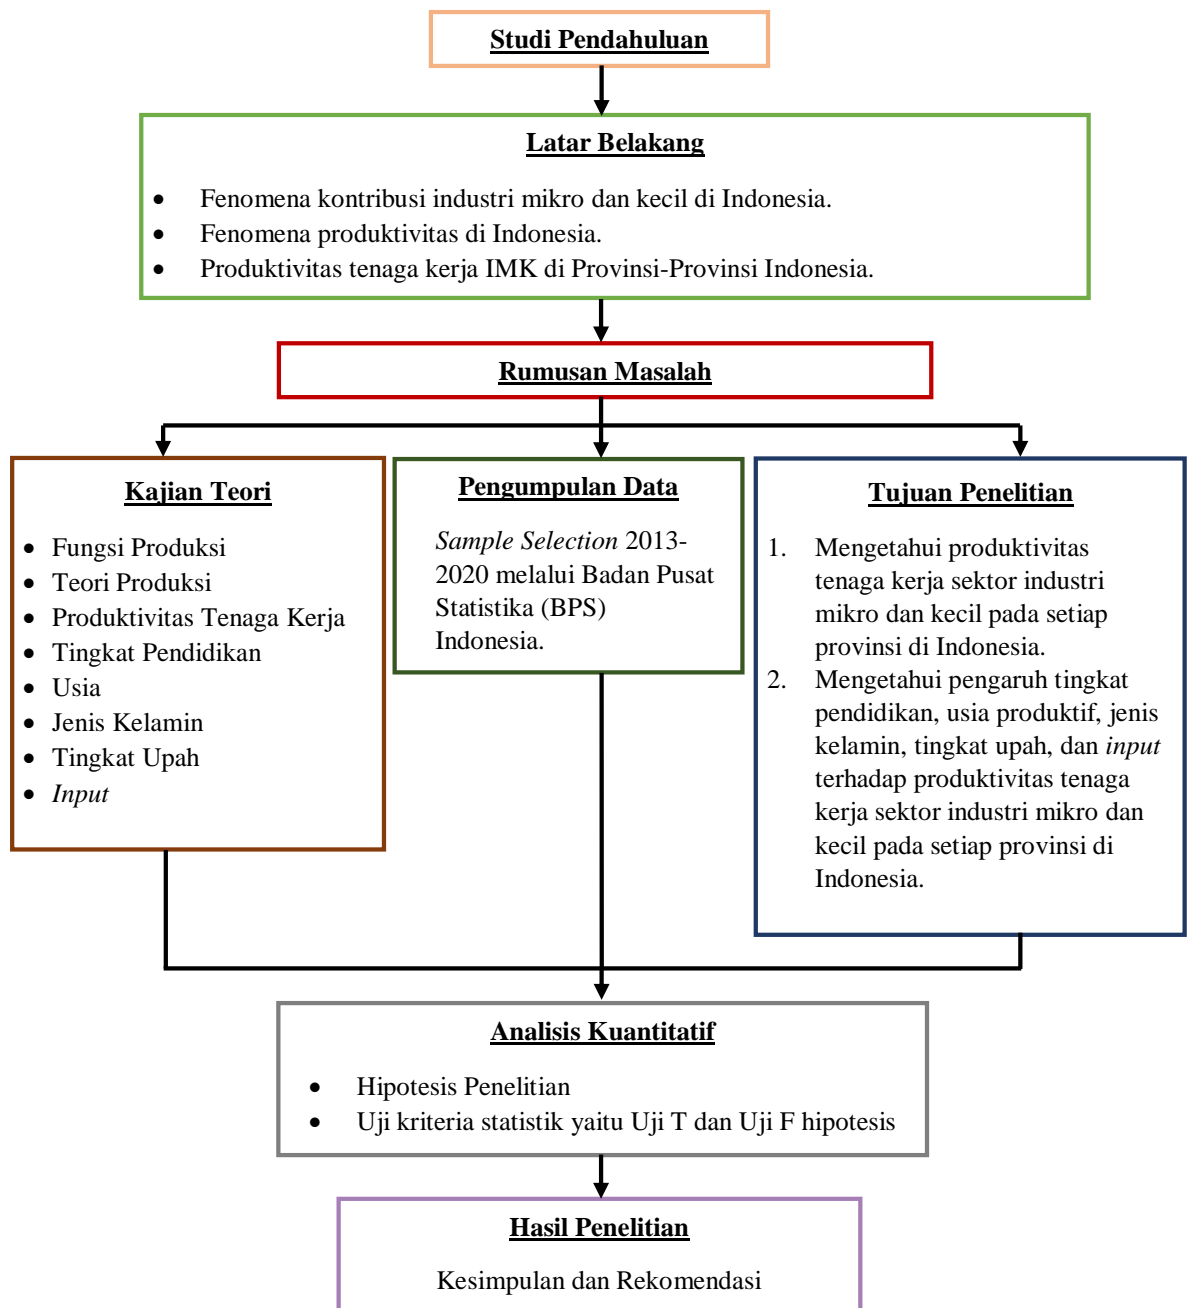 Studi Pendahuluan
Latar Belakang
• Fenomena kontribusi industri mikro dan kecil di Indonesia.
• Fenomena produktivitas di Indonesia.
• Produktivitas tenaga kerja IMK di Provinsi-Provinsi Indonesia.
Rumusan Masalah
Kajian Teori
• Fungsi Produksi
• Teori Produksi
• Produktivitas Tenaga Kerja
• Tingkat Pendidikan
• Usia
• Jenis Kelamin
• Tingkat Upah
• Input
Pengumpulan Data
Sample Selection 2013-
2020 melalui Badan Pusat
Statistika (BPS)
Indonesia.
Tujuan Penelitian
1. Mengetahui produktivitas
tenaga kerja sektor industri
mikro dan kecil pada setiap
provinsi di Indonesia.
2. Mengetahui pengaruh tingkat
pendidikan, usia produktif, jenis
kelamin, tingkat upah, dan input
terhadap produktivitas tenaga
kerja sektor industri mikro dan
kecil pada setiap provinsi di
Indonesia.
Analisis Kuantitatif
• Hipotesis Penelitian
• Uji kriteria statistik yaitu Uji T dan Uji F hipotesis
Hasil Penelitian
Kesimpulan dan Rekomendasi